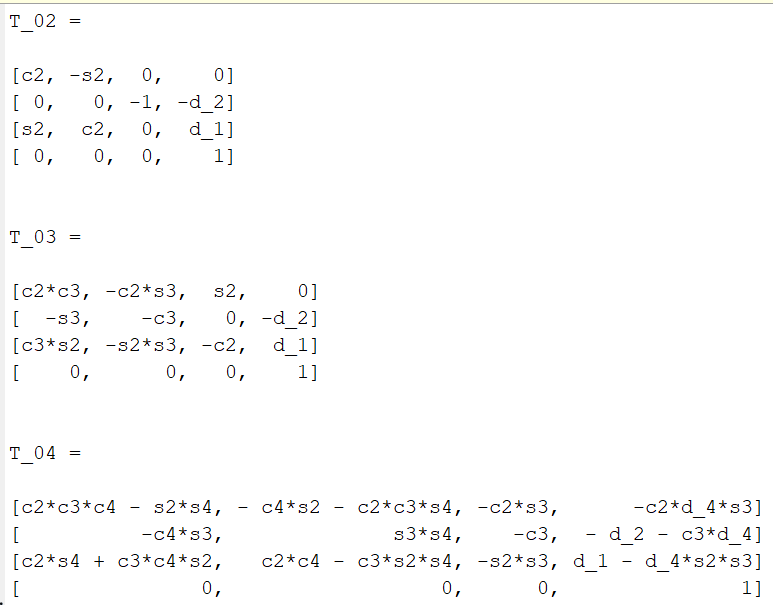 T_02 =
[c2, -s2,  0,    0]
[ 0,   0, -1, -d_2]
[s2,  c2,  0,  d_1]
[ 0,   0,  0,    1]
T_03 =
[c2*c3, -c2*s3,  s2,    0]
[  -s3,    -c3,   0, -d_2]
[c3*s2, -s2*s3, -c2,  d_1]
[    0,      0,   0,    1]
T_04 =
[c2*c3*c4 - s2*s4, - c4*s2 - c2*c3*s4, -c2*s3,      -c2*d_4*s3]
[          -c4*s3,              s3*s4,    -c3,  - d_2 - c3*d_4]
[c2*s4 + c3*c4*s2,   c2*c4 - c3*s2*s4, -s2*s3, d_1 - d_4*s2*s3]
[               0,                  0,      0,               1]